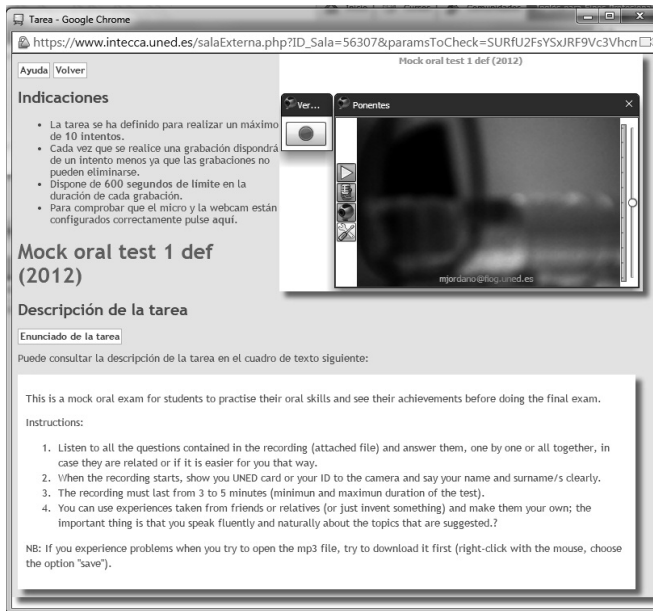 Tarea - Google Chrome
https://www.intecca.uned.es/salaExterna.php?ID_Sala=56307&paramsToCheck=SURfU2FsYSxJRF9Vc3Vhcm
Ayuda Volver
Mock oral test 1 def (2012)
Indicaciones
Ver...
Ponentes
• La tarea se ha definido para realizar un máximo
de 10 intentos.
• Cada vez que se realice una grabación dispondrá
de un intento menos ya que las grabaciones no
pueden eliminarse.
• Dispone de 600 segundos de límite en la
duración de cada grabación.
• Para comprobar que el micro y la webcam están
configurados correctamente pulse aquí.
mjordano@flog.uned.es
Mock oral test 1 def
(2012)
Descripción de la tarea
Enunciado de la tarea
Puede consultar la descripción de la tarea en el cuadro de texto siguiente:
This is a mock oral exam for students to practise their oral skills and see their achievements before doing the final exam.
Instructions:
1. Listen to all the questions contained in the recording (attached file) and answer them, one by one or all together, in
case they are related or if it is easier for you that way.
2. When the recording starts, show you UNED card or your ID to the camera and say your name and surname/s clearly.
3. The recording must last from 3 to 5 minutes (minimun and maximun duration of the test).
4. You can use experiences taken from friends or relatives (or just invent something) and make them your own; the
important thing is that you speak fluently and naturally about the topics that are suggested.?
NB: If you experience problems when you try to open the mp3 file, try to download it first (right-click with the mouse, choose
the option "save").